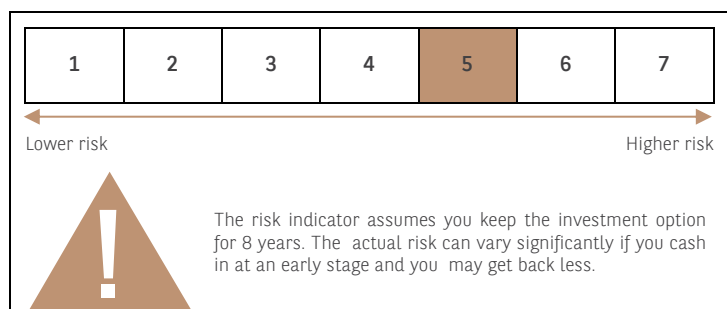 1 2 3 4 5 6 7
Lower risk Higher risk
!
The risk indicator assumes you keep the investment option
for 8 years. The actual risk can vary significantly if you cash
in at an early stage and you may get back less.